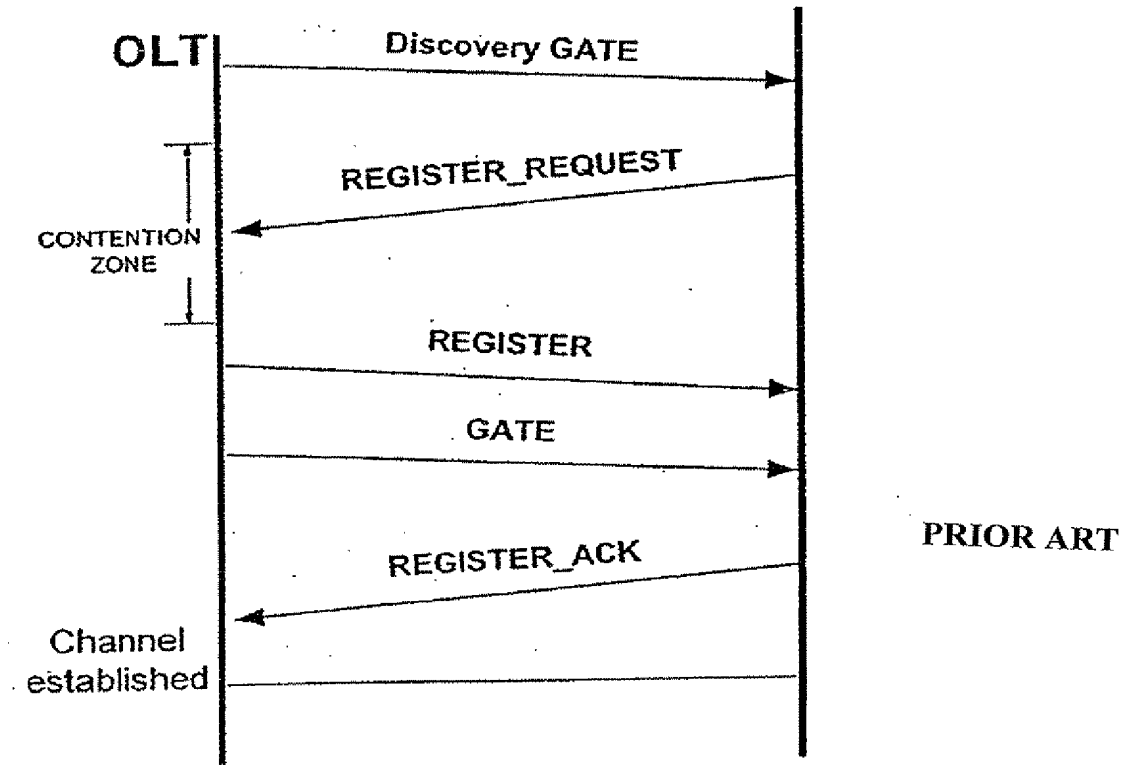 OLT
Discovery GATE
REGISTER_REQUEST
CONTENTION
ZONE
REGISTER
GATE
PRIOR ART
REGISTER_ACK
Channel
established